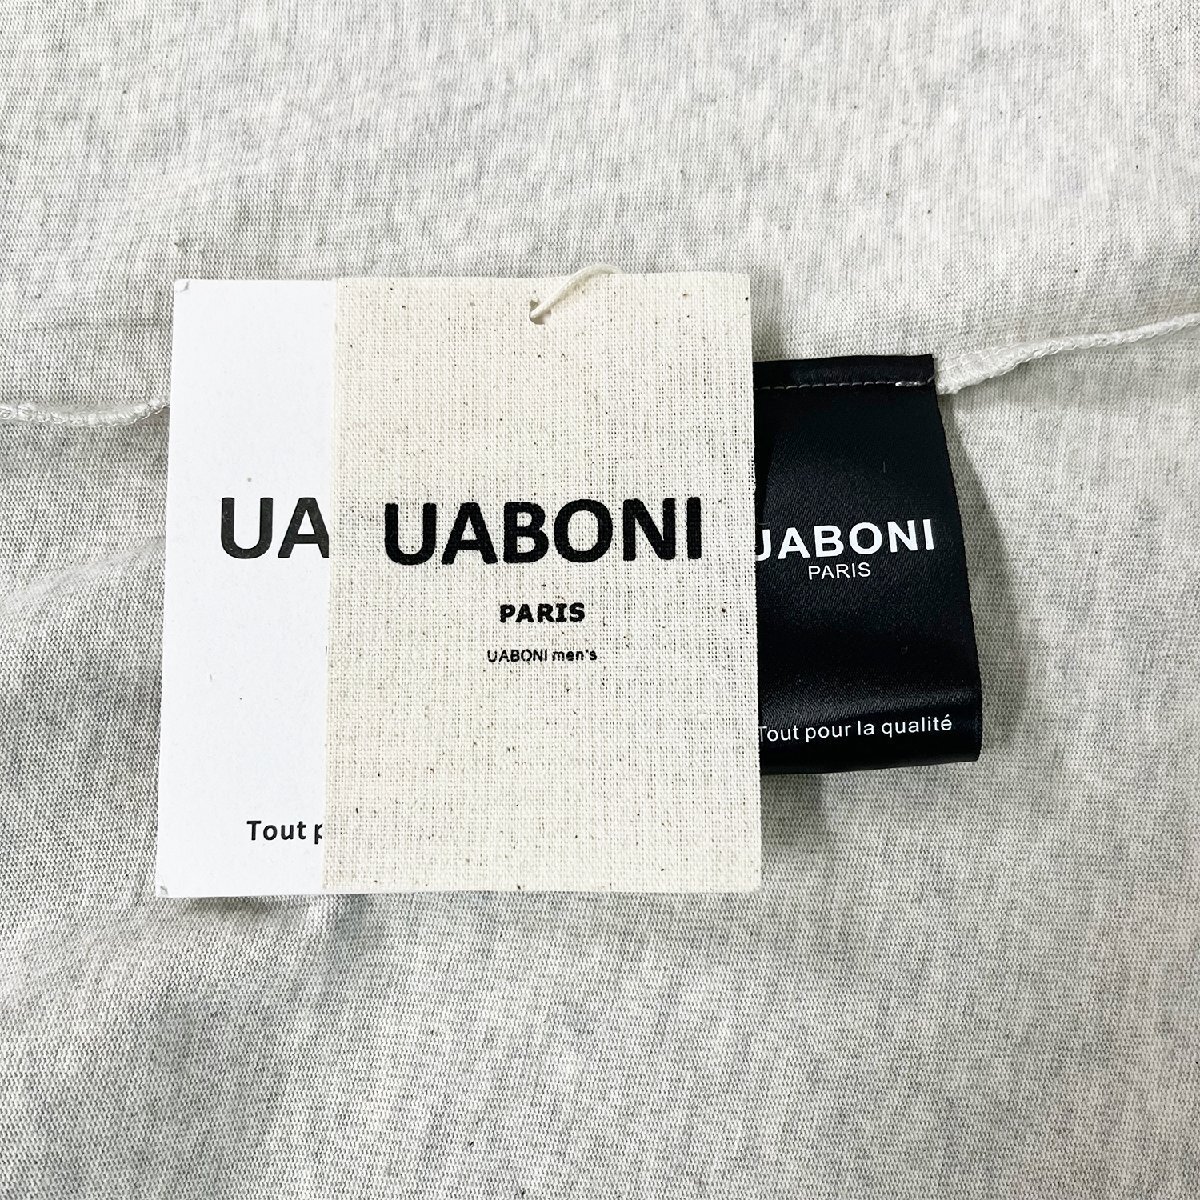 UA
Tout
UABONI
PARIS
UABONI men's
UABONI
PARIS
Tout pour la qualité